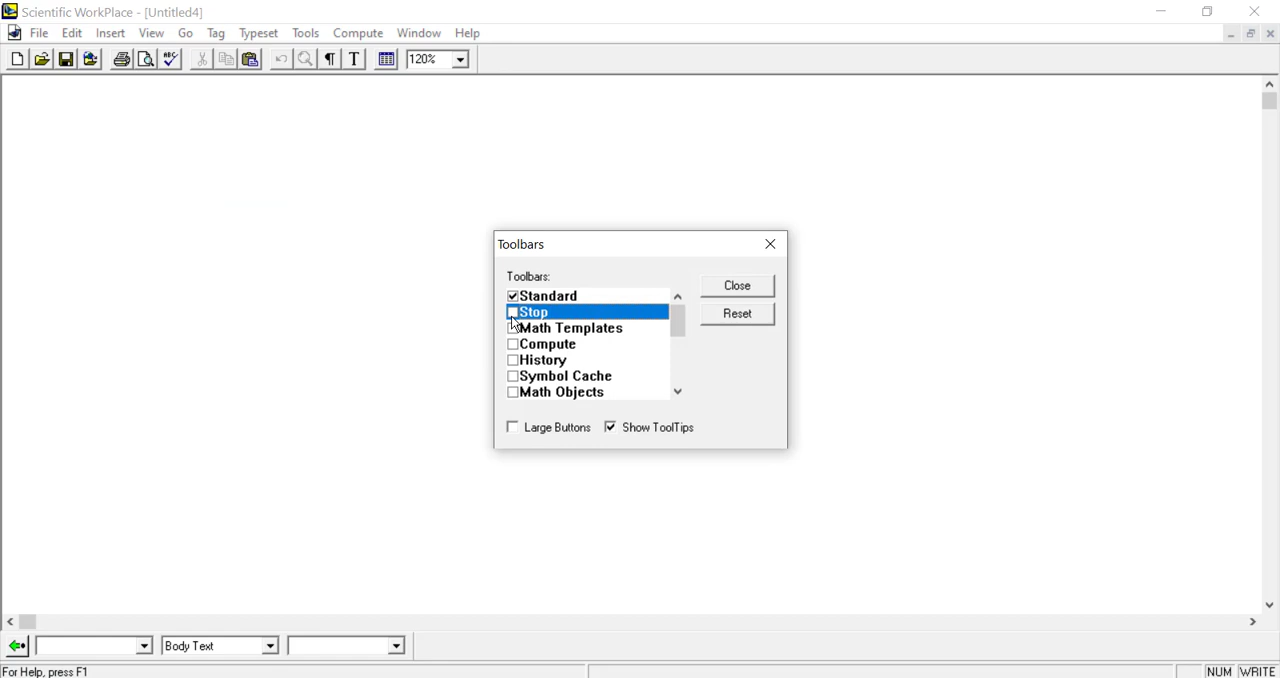 Scientific WorkPlace - [Untitled4]
File Edit Insert View Go Tag Typeset Tools Compute Window Help
ABC T 120%
Toolbars
Toolbars:
Standard
Close
Stop
Reset
Math Templates
Compute
History
Symbol Cache
Math Objects
Large Buttons Show ToolTips
Body Text
For Help, press F1 NUM WRITE